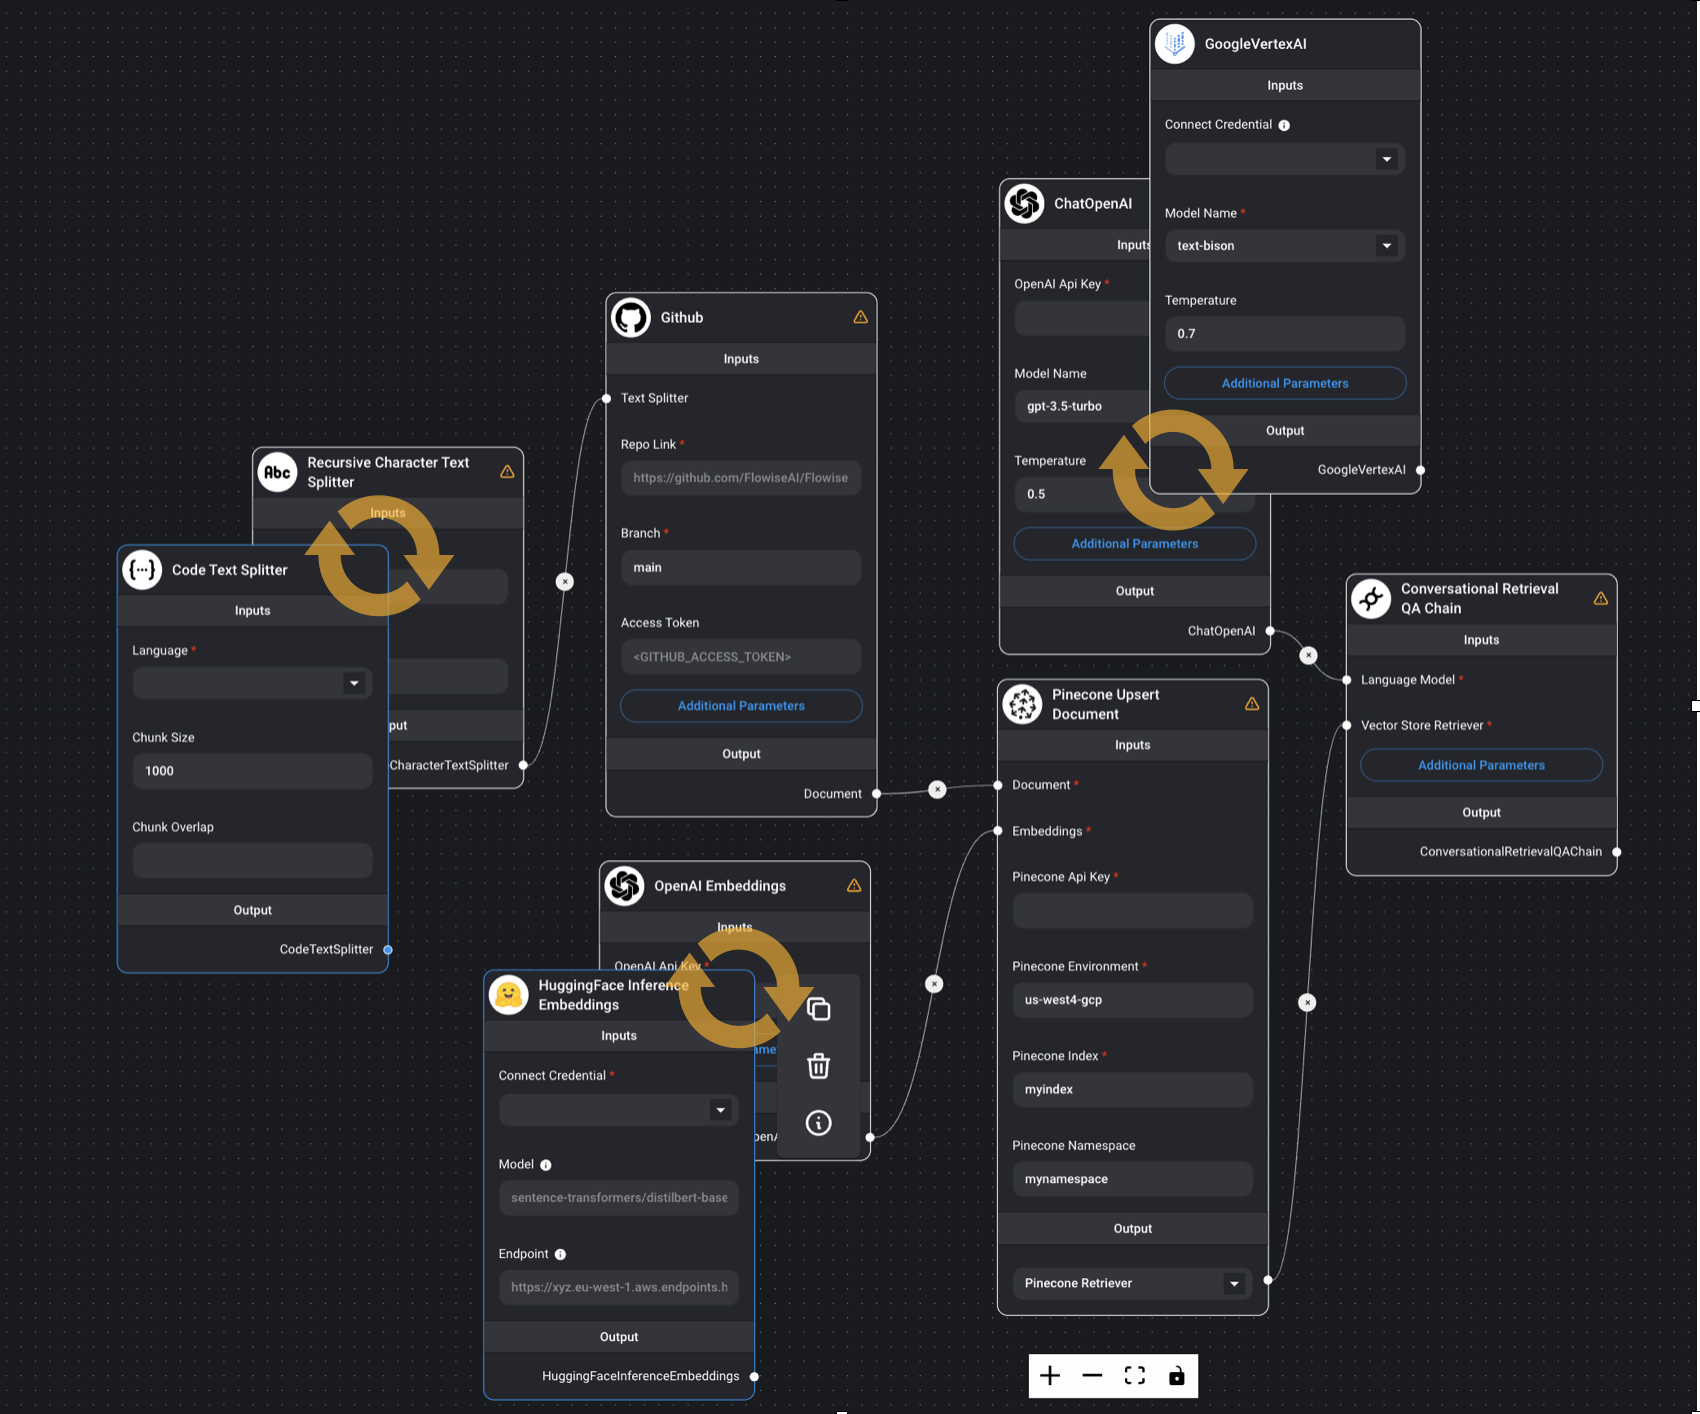 GoogleVertexAI
Inputs
Connect Credential
Model Name *
text-bison
Temperature
0.7
Additional Parameters
Output
GoogleVertexAI
ChatOpenAI
Inputs
OpenAI Api Key *
Model Name
gpt-3.5-turbo
Temperature
0.5
Additional Parameters
Output
ChatOpenAI
Github
Inputs
Text Splitter
Repo Link *
https://github.com/FlowiseAI/Flowise
Branch *
main
Access Token
<GITHUB_ACCESS_TOKEN>
Additional Parameters
Output
Document
Abc
Recursive Character Text
Splitter
Inputs
put
CharacterTextSplitter
Code Text Splitter
Inputs
Language *
Chunk Size
1000
Chunk Overlap
Output
CodeTextSplitter
Conversational Retrieval
QA Chain
Inputs
Language Model *
Vector Store Retriever *
Additional Parameters
Output
ConversationalRetrievalQAChain
Pinecone Upsert
Document
Inputs
Document *
Embeddings *
Pinecone Api Key *
Pinecone Environment *
us-west4-gcp
Pinecone Index *
myindex
Pinecone Namespace
mynamespace
Output
Pinecone Retriever
OpenAI Embeddings
Inputs
OpenAI Api Key *
ame
penA
HuggingFace Inference
Embeddings
Inputs
Connect Credential *
Model
sentence-transformers/distilbert-base
Endpoint
https://xyz.eu-west-1.aws.endpoints.h
Output
HuggingFaceInferenceEmbeddings